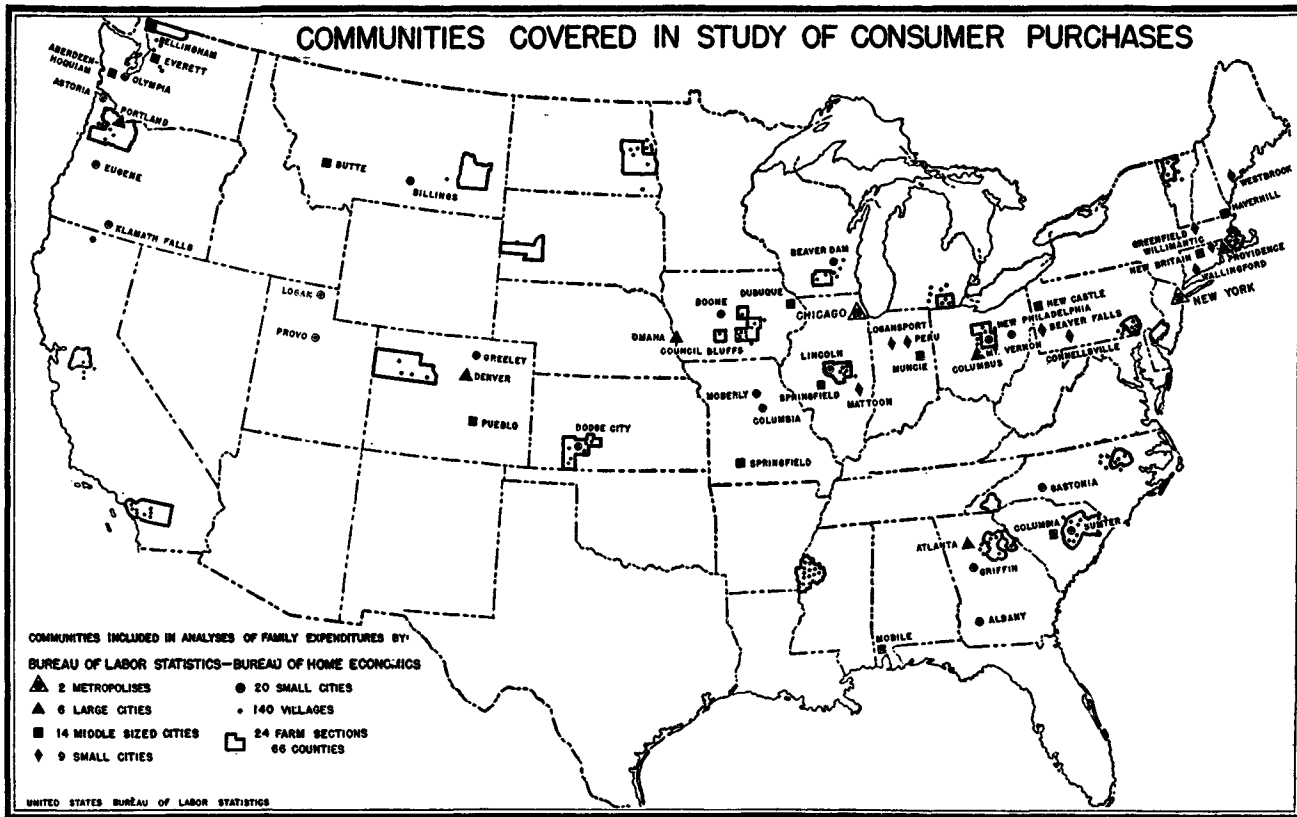 COMMUNITIES COVERED IN STUDY OF CONSUMER PURCHASES
BELLINGHAM
ABERDEEN-
HOQUIAM
EVERETT
OLYMPIA
ASTORIA
PORTLAND
EUGENE
KLAMATH FALLS
BUTTE
BILLINGS
LOGAN
PROVO
GREELEY
DENVER
PUEBLO
DODGE CITY
OMAHA
COUNCIL BLUFFS
BOONE
DUBUQUE
BEAVER DAM
CHICAGO
LINCOLN
SPRINGFIELD
MATTOON
MOBERLY
COLUMBIA
SPRINGFIELD
LOGANSPORT
PERU
MUNCIE
COLUMBUS
MT. VERNON
NEW PHILADELPHIA
NEW CASTLE
BEAVER FALLS
CONNELLSVILLE
WESTBROOK
HAVERHILL
GREENFIELD
WILLIMANTIC
NEW BRITAIN
PROVIDENCE
WALLINGFORD
NEW YORK
GASTONIA
COLUMBIA
SUMTER
ATLANTA
GRIFFIN
ALBANY
MOBILE
COMMUNITIES INCLUDED IN ANALYSES OF FAMILY EXPENDITURES BY:
BUREAU OF LABOR STATISTICS—BUREAU OF HOME ECONOMICS
2 METROPOLISES
6 LARGE CITIES
14 MIDDLE SIZED CITIES
9 SMALL CITIES
20 SMALL CITIES
140 VILLAGES
24 FARM SECTIONS
66 COUNTIES
UNITED STATES BUREAU OF LABOR STATISTICS